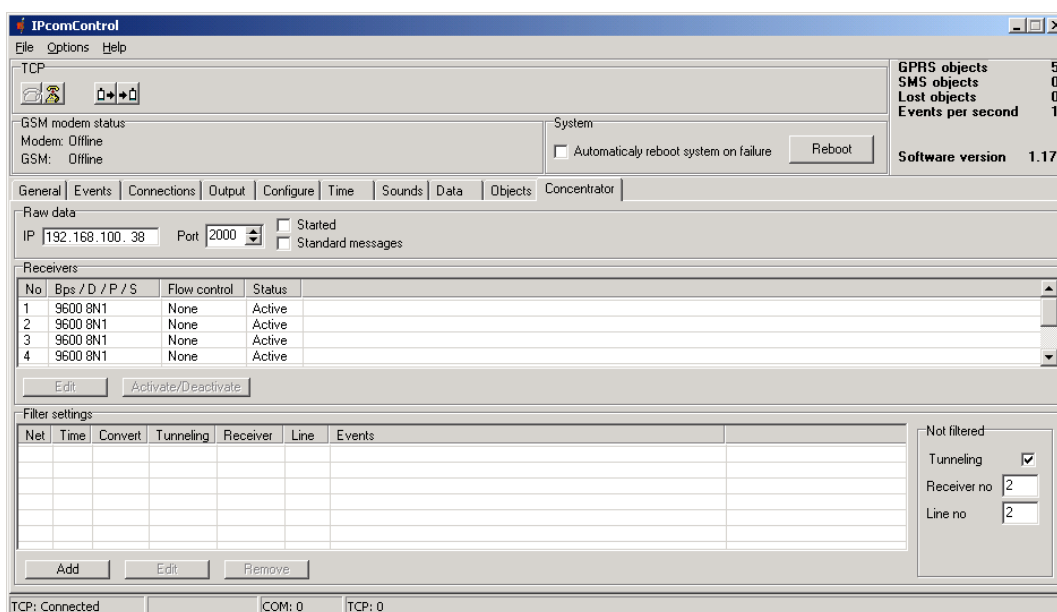 IPcomControl
File Options Help
TCP
GPRS objects 5
SMS objects 0
Lost objects 0
Events per second 1
GSM modem status
Modem: Offline
GSM: Offline
System
Automaticaly reboot system on failure
Reboot
Software version 1.17
General Events Connections Output Configure Time Sounds Data Objects Concentrator
Raw data
IP 192.168.100. 38 Port 2000
Started
Standard messages
Receivers
No Bps / D / P / S Flow control Status
1 9600 8N1 None Active
2 9600 8N1 None Active
3 9600 8N1 None Active
4 9600 8N1 None Active
Edit Activate/Deactivate
Filter settings
Net Time Convert Tunneling Receiver Line Events
Not filtered
Tunneling
Receiver no 2
Line no 2
Add Edit Remove
TCP: Connected COM: 0 TCP: 0